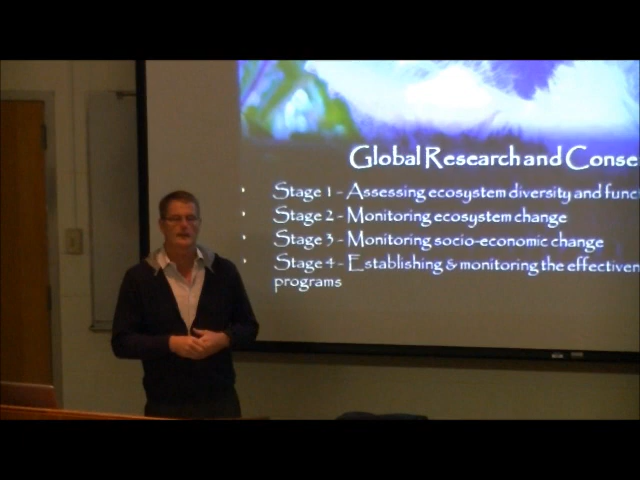 Global Research and Conse
• Stage 1 - Assessing ecosystem diversity and func
• Stage 2 - Monitoring ecosystem change
• Stage 3 - Monitoring socio-economic change
• Stage 4 - Establishing & monitoring the effectiven
programs